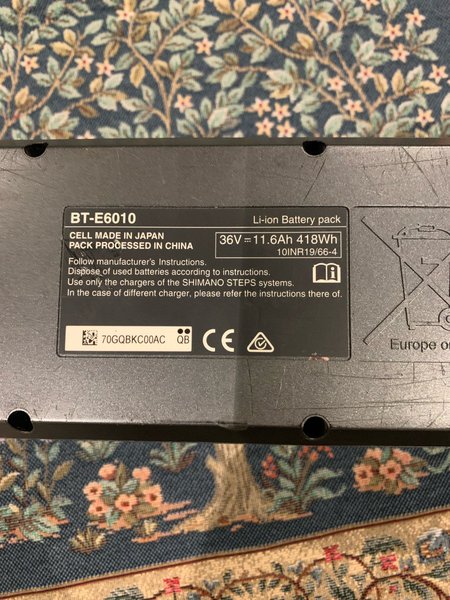 BT-E6010
Li-ion Battery pack
CELL MADE IN JAPAN
PACK PROCESSED IN CHINA
36V⎓11.6Ah 418Wh
10INR19/66-4
Follow manufacturer's Instructions.
Dispose of used batteries according to instructions.
Use only the chargers of the SHIMANO STEPS systems.
In the case of different charger, please refer the instructions there of.
70GQBKC00AC QB
CE
Europe on